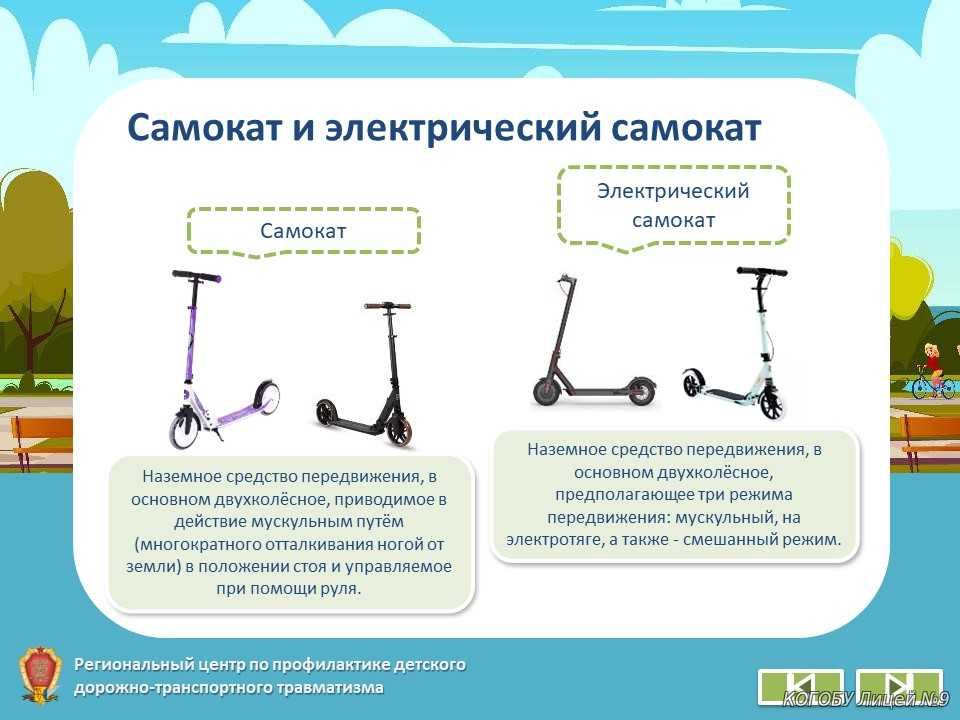 Самокат и электрический самокат
Самокат
Электрический
самокат
Наземное средство передвижения, в
основном двухколёсное, приводимое в
действие мускульным путём
(многократного отталкивания ногой от
земли) в положении стоя и управляемое
при помощи руля.
Наземное средство передвижения, в
основном двухколёсное,
предполагающее три режима
передвижения: мускульный, на
электротяге, а также - смешанный режим.
Региональный центр по профилактике детского
дорожно-транспортного травматизма
КОГОБУ Лицей №9